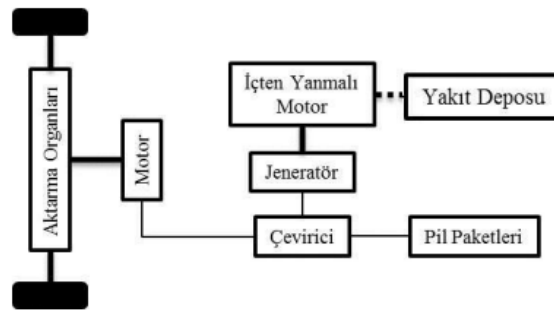 Aktarma Organları
Motor
İçten Yanmalı
Motor
Yakıt Deposu
Jeneratör
Çevirici
Pil Paketleri